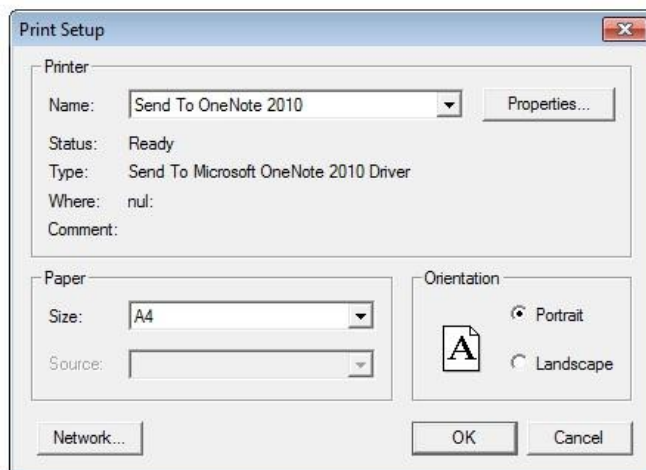 Print Setup
Printer
Name: Send To OneNote 2010 Properties...
Status: Ready
Type: Send To Microsoft OneNote 2010 Driver
Where: nul:
Comment:
Paper
Size: A4
Source:
Orientation
A
Portrait
Landscape
Network... OK Cancel